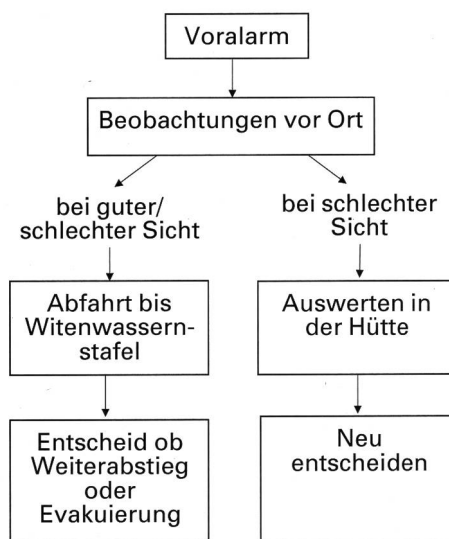 Voralarm
Beobachtungen vor Ort
bei guter/
schlechter Sicht
bei schlechter
Sicht
Abfahrt bis
Witenwassern-
stafel
Auswerten in
der Hütte
Entscheid ob
Weiterabstieg
oder
Evakuierung
Neu
entscheiden